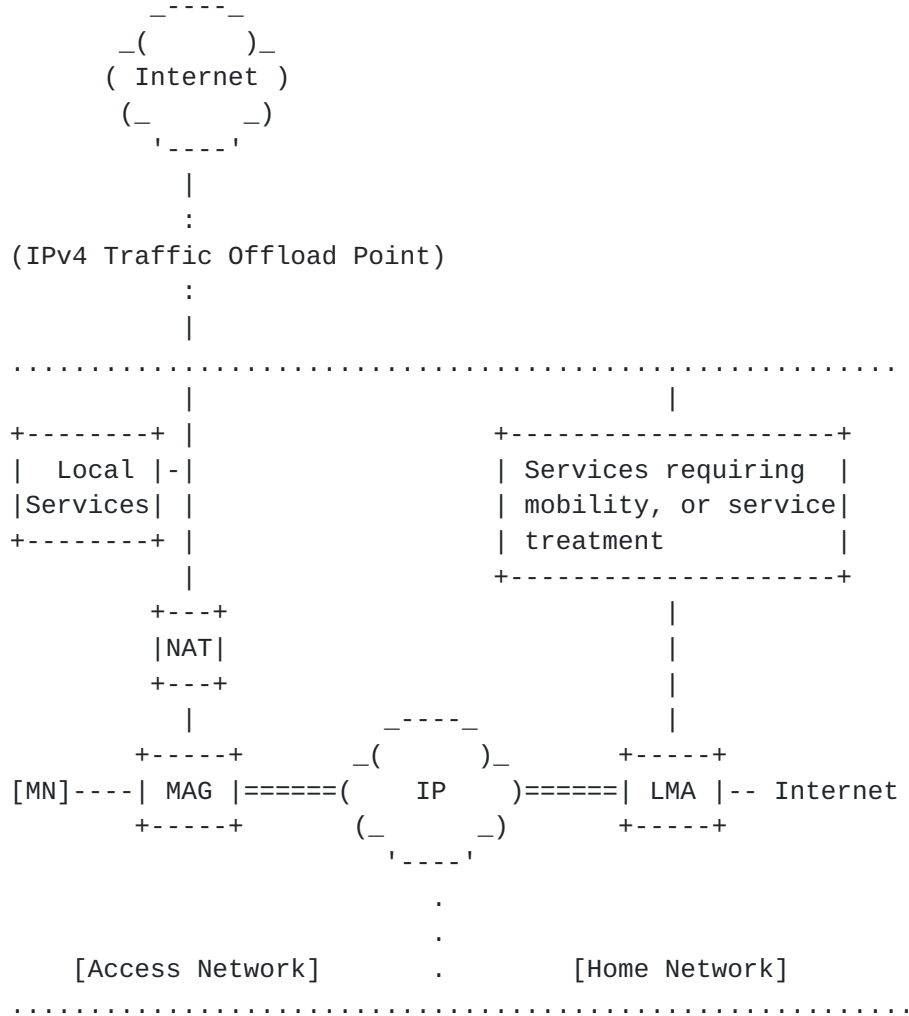 _----_
_(      )_
( Internet )
(_      _)
'----'
|
:
(IPv4 Traffic Offload Point)
:
|
.........................................................
|                               |
+--------+ |                   +---------------------+
|  Local |-|                   | Services requiring  |
|Services| |                   | mobility, or service|
+--------+ |                   | treatment           |
|                   +---------------------+
+---+                            |
|NAT|                            |
+---+                            |
|            _----_            |
+-----+       _(      )_       +-----+
[MN]----| MAG |======(    IP    )======| LMA |-- Internet
+-----+       (_      _)       +-----+
'----'
.
.
[Access Network]       .        [Home Network]
..........................................................